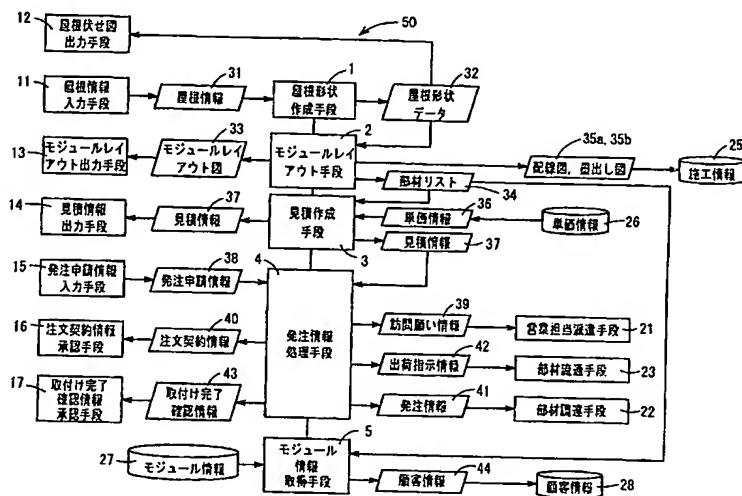 12
屋根伏せ図
出力手段
50
11
屋根情報
入力手段
31
屋根情報
1
屋根形状
作成手段
32
屋根形状
データ
13
モジュールレイ
アウト出力手段
33
モジュールレイ
アウト図
2
モジュールレイ
アウト手段
35a, 35b
配線図, 墨出し図
25
施工情報
部材リスト
34
14
見積情報
出力手段
37
見積情報
見積作成
手段
3
36
単価情報
26
単価情報
見積情報
37
15
発注申請情報
入力手段
38
発注申請情報
4
発注情報
処理手段
16
注文契約情報
承認手段
40
注文契約情報
39
訪問願い情報
営業担当派遣手段
21
42
出荷指示情報
部材流通手段
23
17
取付け完了
確認情報
承認手段
43
取付け完了
確認情報
41
発注情報
部材調達手段
22
27
モジュール情報
5
モジュール
情報
取得手段
44
顧客情報
顧客情報
28